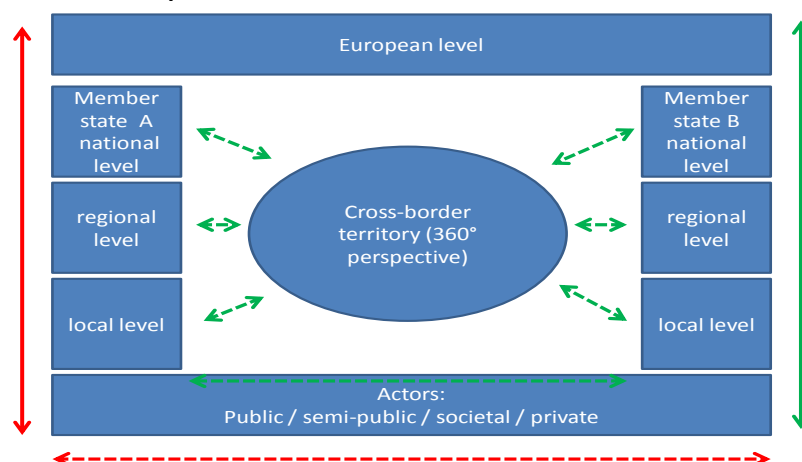 European level
Member
state A
national
level
Member
state B
national
level
Cross-border
territory (360°
perspective)
regional
level
regional
level
local level
local level
Actors:
Public / semi-public / societal / private